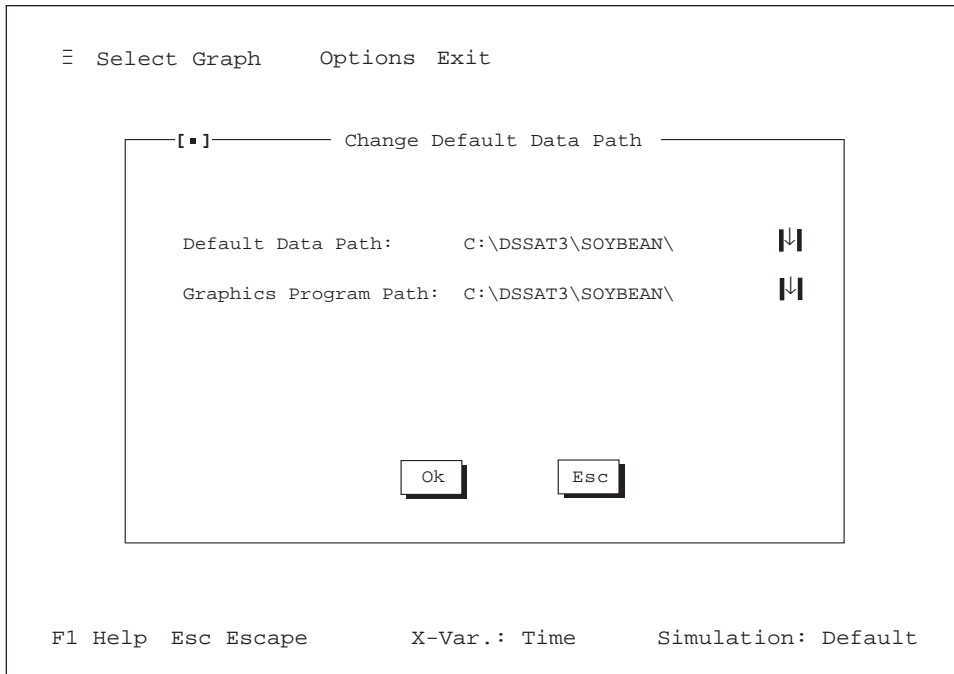 Ξ Select Graph Options Exit
[▪] Change Default Data Path
Default Data Path: C:\DSSAT3\SOYBEAN\ ↓
Graphics Program Path: C:\DSSAT3\SOYBEAN\ ↓
Ok Esc
F1 Help Esc Escape X-Var.: Time Simulation: Default